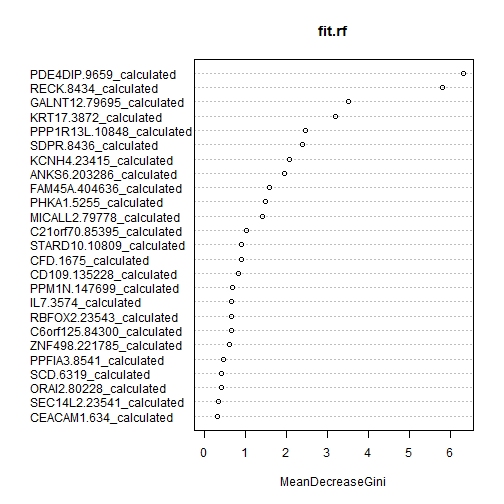 fit.rf
PDE4DIP.9659_calculated
RECK.8434_calculated
GALNT12.79695_calculated
KRT17.3872_calculated
PPP1R13L.10848_calculated
SDPR.8436_calculated
KCNH4.23415_calculated
ANKS6.203286_calculated
FAM45A.404636_calculated
PHKA1.5255_calculated
MICALL2.79778_calculated
C21orf70.85395_calculated
STARD10.10809_calculated
CFD.1675_calculated
CD109.135228_calculated
PPM1N.147699_calculated
IL7.3574_calculated
RBFOX2.23543_calculated
C6orf125.84300_calculated
ZNF498.221785_calculated
PPFIA3.8541_calculated
SCD.6319_calculated
ORAI2.80228_calculated
SEC14L2.23541_calculated
CEACAM1.634_calculated
0 1 2 3 4 5 6
MeanDecreaseGini